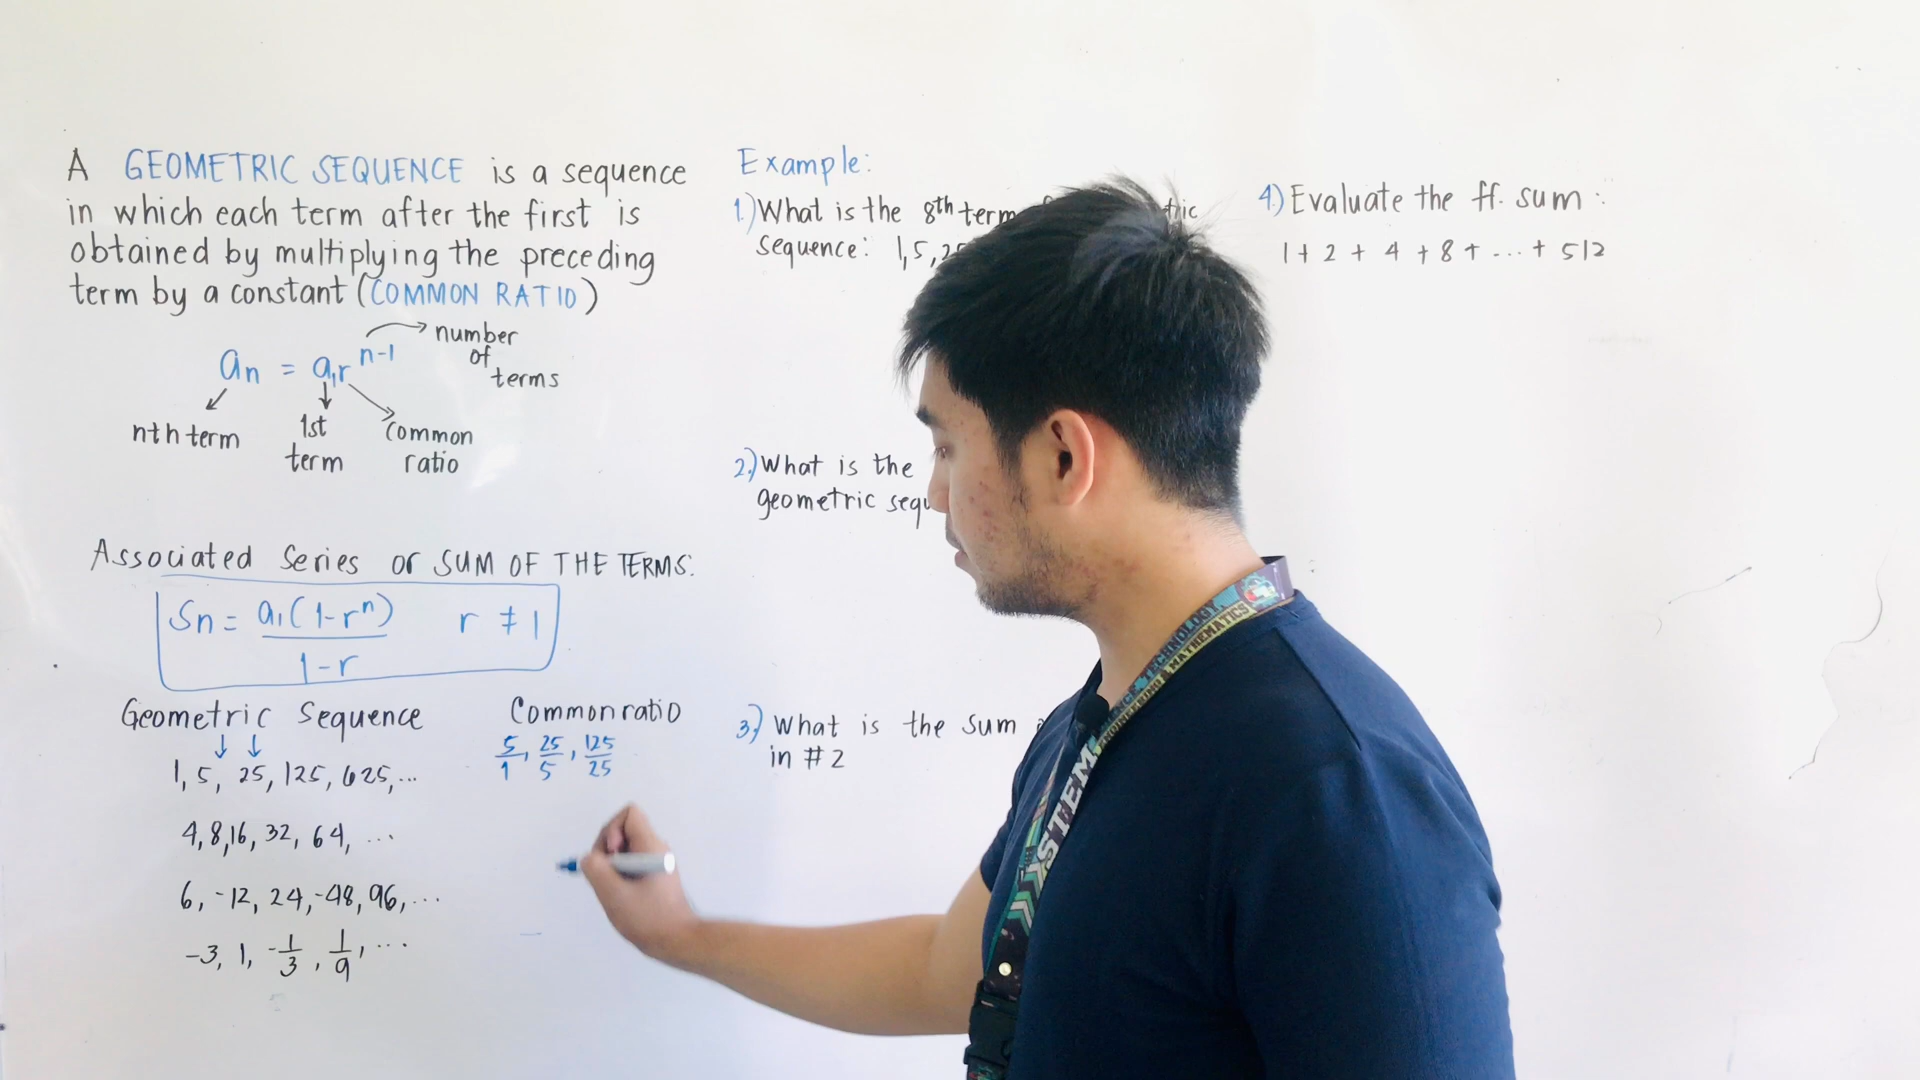 A GEOMETRIC SEQUENCE is a sequence
in which each term after the first is
obtained by multiplying the preceding
term by a constant (COMMON RATIO)
an = a₁r^(n-1)
number
of
terms
nth term
1st
term
common
ratio
Associated Series or SUM OF THE TERMS:
Sn = a₁(1-rⁿ) / 1-r r ≠ 1
Geometric Sequence Common ratio
1, 5, 25, 125, 625,... 5/1, 25/5, 125/25
4, 8, 16, 32, 64, ...
6, -12, 24, -48, 96, ...
-3, 1, -1/3, 1/9, ...
Example:
1.) What is the 8th term
sequence: 1, 5,
2.) What is the
geometric
3.) What is the sum
in #2
4.) Evaluate the ff. sum:
1 + 2 + 4 + 8 + ... + 512
TECHNOLOGY
MATHEMATICS
ENGINEERING
STEM